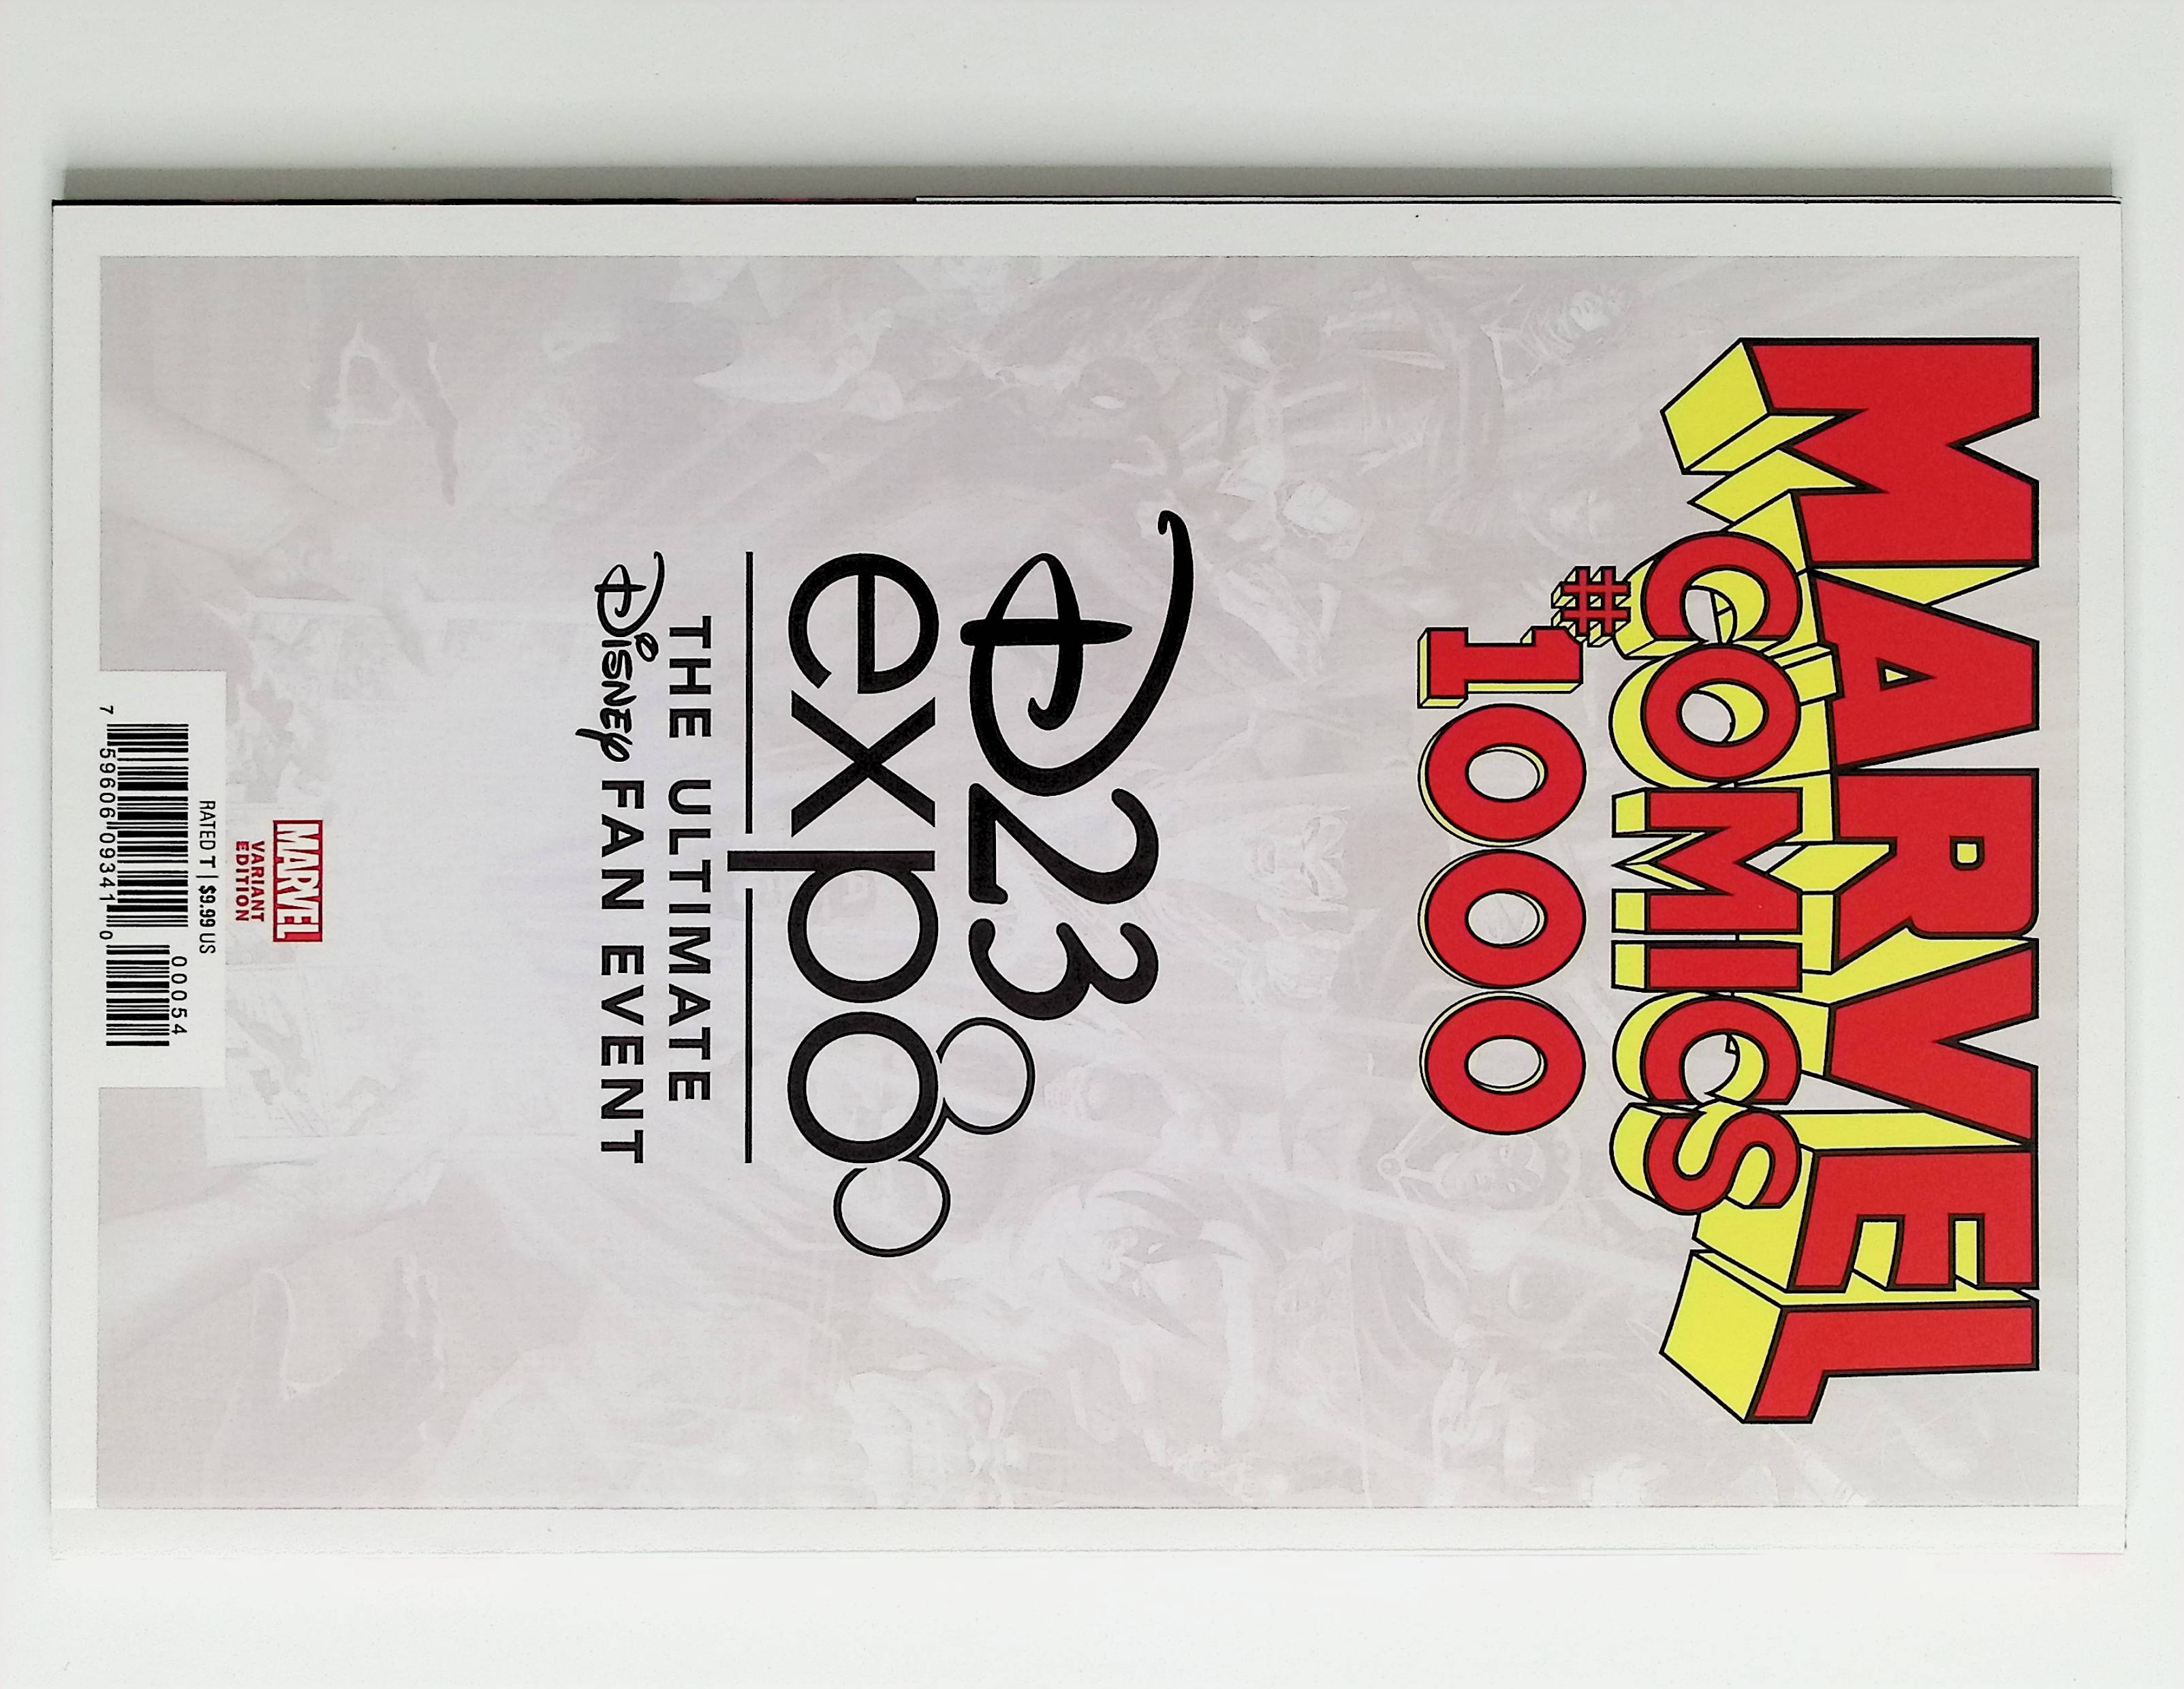 MARVEL
COMICS
#1000
D23
expo
THE ULTIMATE
Disney FAN EVENT
MARVEL
VARIANT
EDITION
RATED T | $9.99 US
00054
7 59606 09341 0